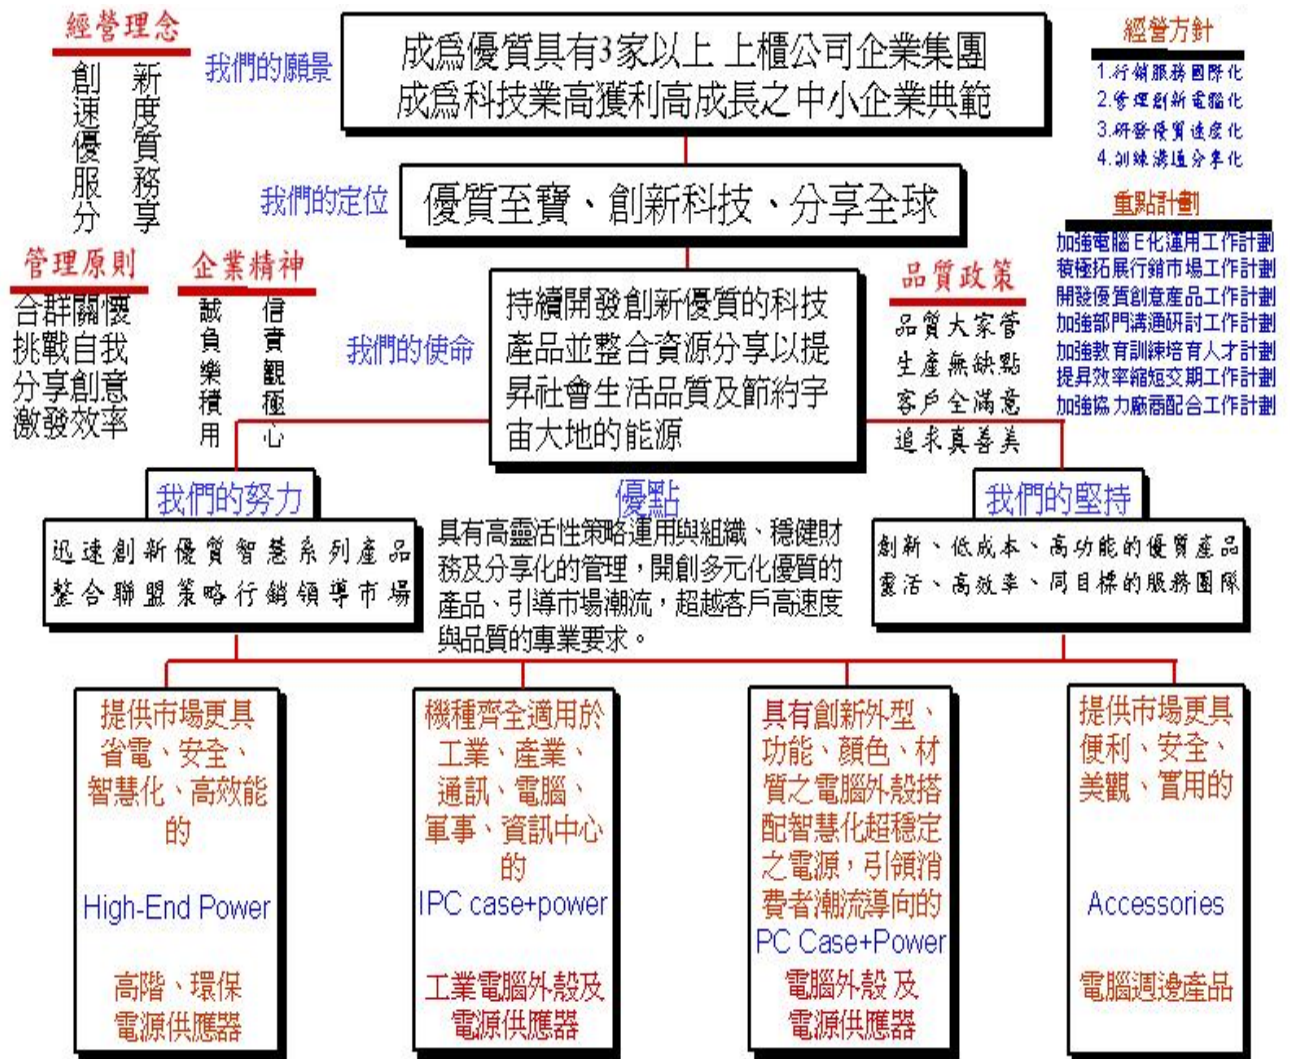 經營理念
創新
速度
優質
服務
分享
我們的願景
成為優質具有3家以上 上櫃公司企業集團
成為科技業高獲利高成長之中小企業典範
經營方針
1.行銷服務國際化
2.管理創新電腦化
3.研發優質速度化
4.訓練溝通分享化
我們的定位
優質至寶、創新科技、分享全球
重點計劃
加強電腦E化運用工作計劃
積極拓展行銷市場工作計劃
開發優質創意產品工作計劃
加強部門溝通研討工作計劃
加強教育訓練培育人才計劃
提昇效率縮短交期工作計劃
加強協力廠商配合工作計劃
管理原則
合群關懷
挑戰自我
分享創意
激發效率
企業精神
誠信
負責
樂觀
積極
用心
我們的使命
持續開發創新優質的科技
產品並整合資源分享以提
昇社會生活品質及節約宇
宙大地的能源
品質政策
品質大家管
生產無缺點
客戶全滿意
追求真善美
我們的努力
迅速創新優質智慧系列產品
整合聯盟策略行銷領導市場
優點
具有高靈活性策略運用與組織、穩健財
務及分享化的管理，開創多元化優質的
產品、引導市場潮流，超越客戶高速度
與品質的專業要求。
我們的堅持
創新、低成本、高功能的優質產品
靈活、高效率、同目標的服務團隊
提供市場更具
省電、安全、
智慧化、高效能
的
High-End Power
高階、環保
電源供應器
機種齊全適用於
工業、產業、
通訊、電腦、
軍事、資訊中心
的
IPC case+power
工業電腦外殼及
電源供應器
具有創新外型、
功能、顏色、材
質之電腦外殼搭
配智慧化超穩定
之電源，引領消
費者潮流導向的
PC Case+Power
電腦外殼 及
電源供應器
提供市場更具
便利、安全、
美觀、實用的
Accessories
電腦週邊產品